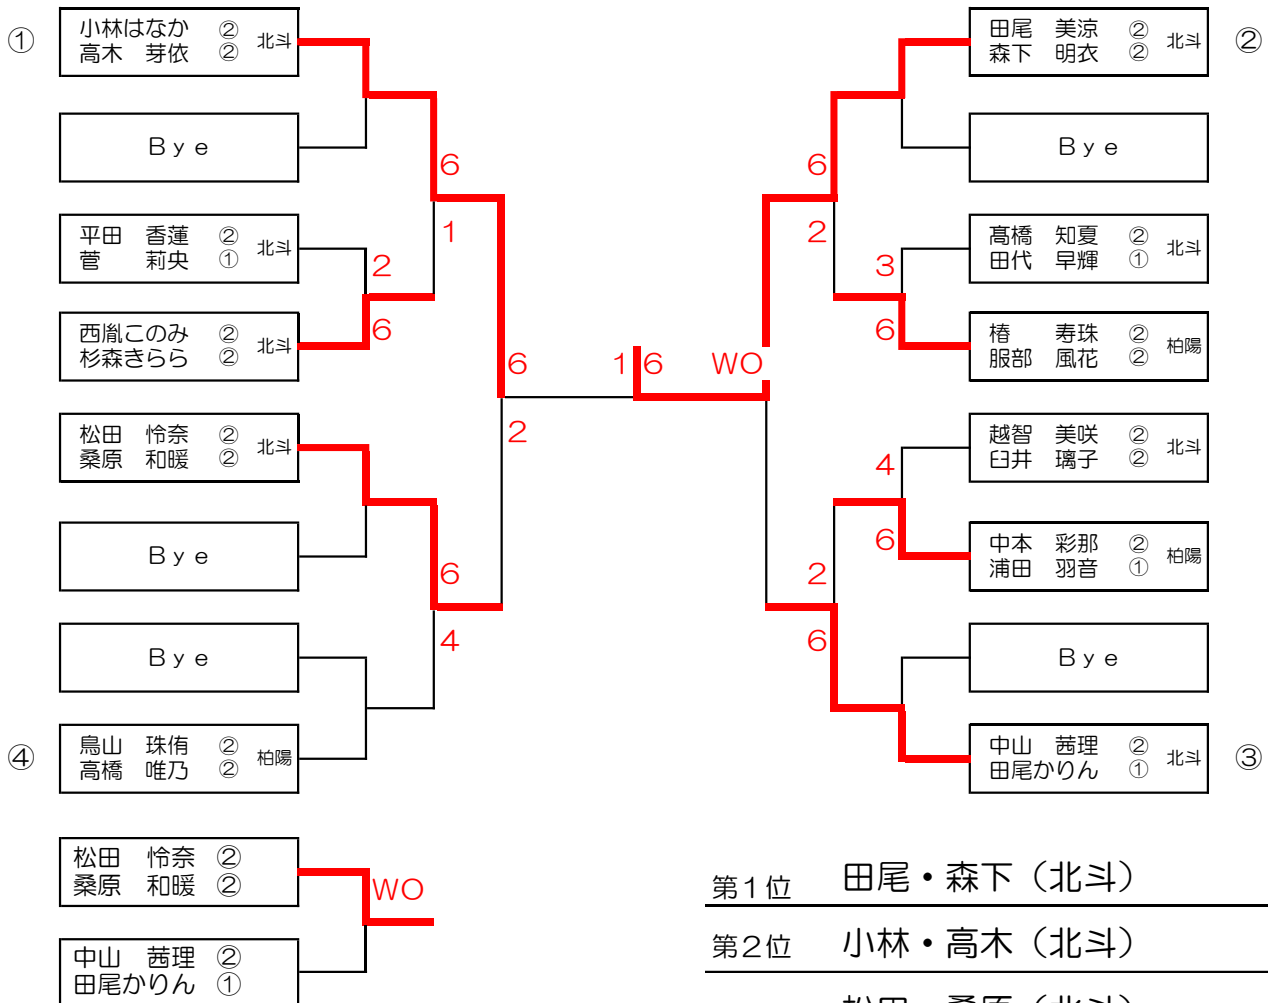 ①
小林はなか ②
高木 芽依 ②
北斗
Ｂｙｅ
平田 香蓮 ②
菅 莉央 ①
北斗
西胤このみ ②
杉森きらら ②
北斗
松田 怜奈 ②
桑原 和暖 ②
北斗
Ｂｙｅ
Ｂｙｅ
④
鳥山 珠侑 ②
高橋 唯乃 ②
柏陽
6
1
2
6
6
2
6
4
1 6
WO
田尾 美涼 ②
森下 明衣 ②
北斗
②
Ｂｙｅ
髙橋 知夏 ②
田代 早輝 ①
北斗
椿 寿珠 ②
服部 風花 ②
柏陽
越智 美咲 ②
臼井 璃子 ②
北斗
中本 彩那 ②
浦田 羽音 ①
柏陽
Ｂｙｅ
中山 茜理 ②
田尾かりん ①
北斗
③
6
2
3
6
4
6
2
6
松田 怜奈 ②
桑原 和暖 ②
WO
中山 茜理 ②
田尾かりん ①
第1位 田尾・森下（北斗）
第2位 小林・高木（北斗）
松田・桑原（北斗）